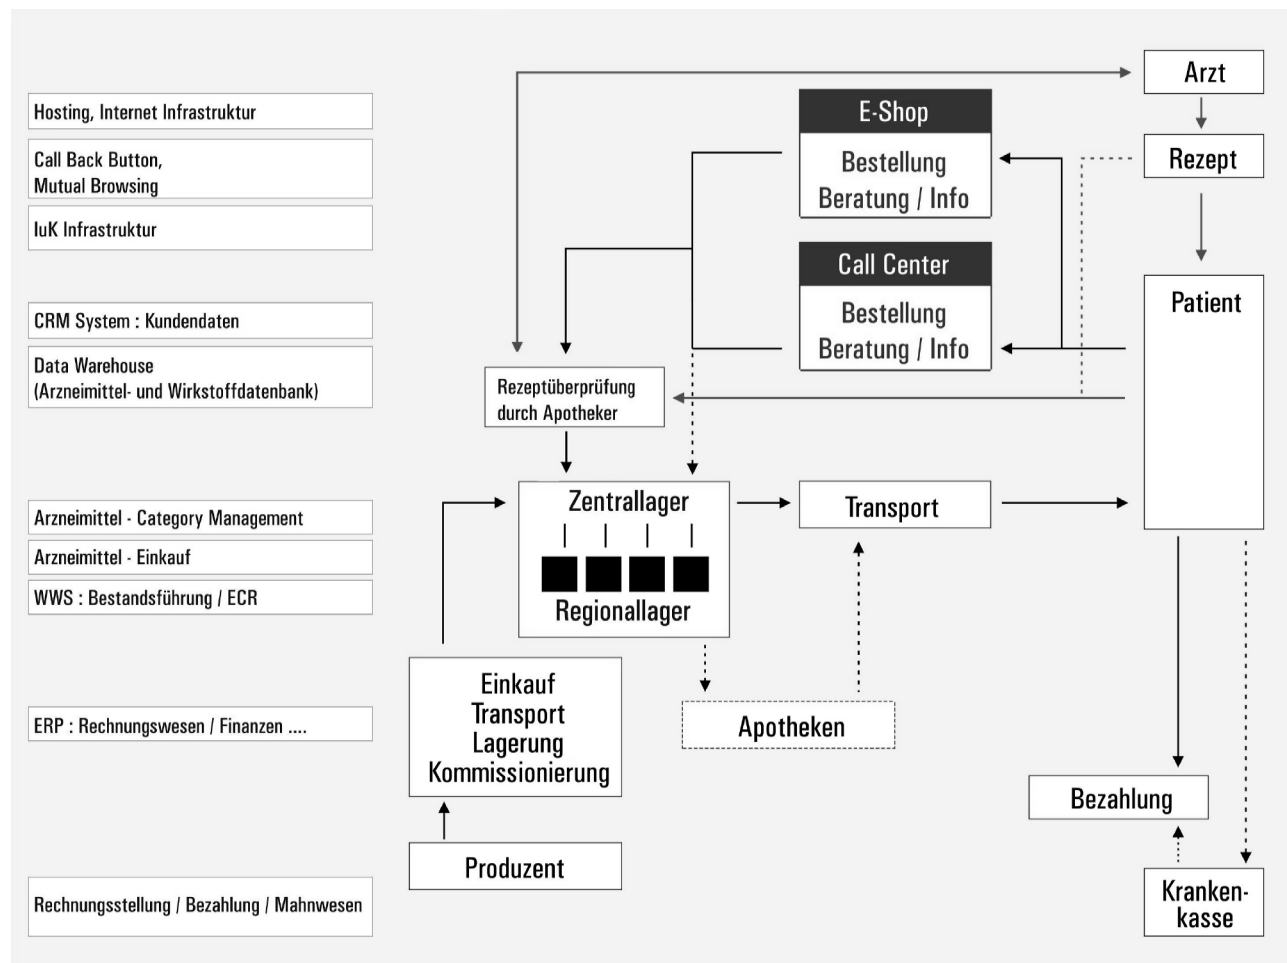 Hosting, Internet Infrastruktur
Call Back Button,
Mutual Browsing
IuK Infrastruktur
CRM System : Kundendaten
Data Warehouse
(Arzneimittel- und Wirkstoffdatenbank)
Arzneimittel - Category Management
Arzneimittel - Einkauf
WWS : Bestandsführung / ECR
ERP : Rechnungswesen / Finanzen ....
Rechnungsstellung / Bezahlung / Mahnwesen
Arzt
Rezept
Patient
E-Shop
Bestellung
Beratung / Info
Call Center
Bestellung
Beratung / Info
Rezeptüberprüfung
durch Apotheker
Zentrallager
Regionallager
Transport
Einkauf
Transport
Lagerung
Kommissionierung
Apotheken
Produzent
Bezahlung
Kranken-
kasse